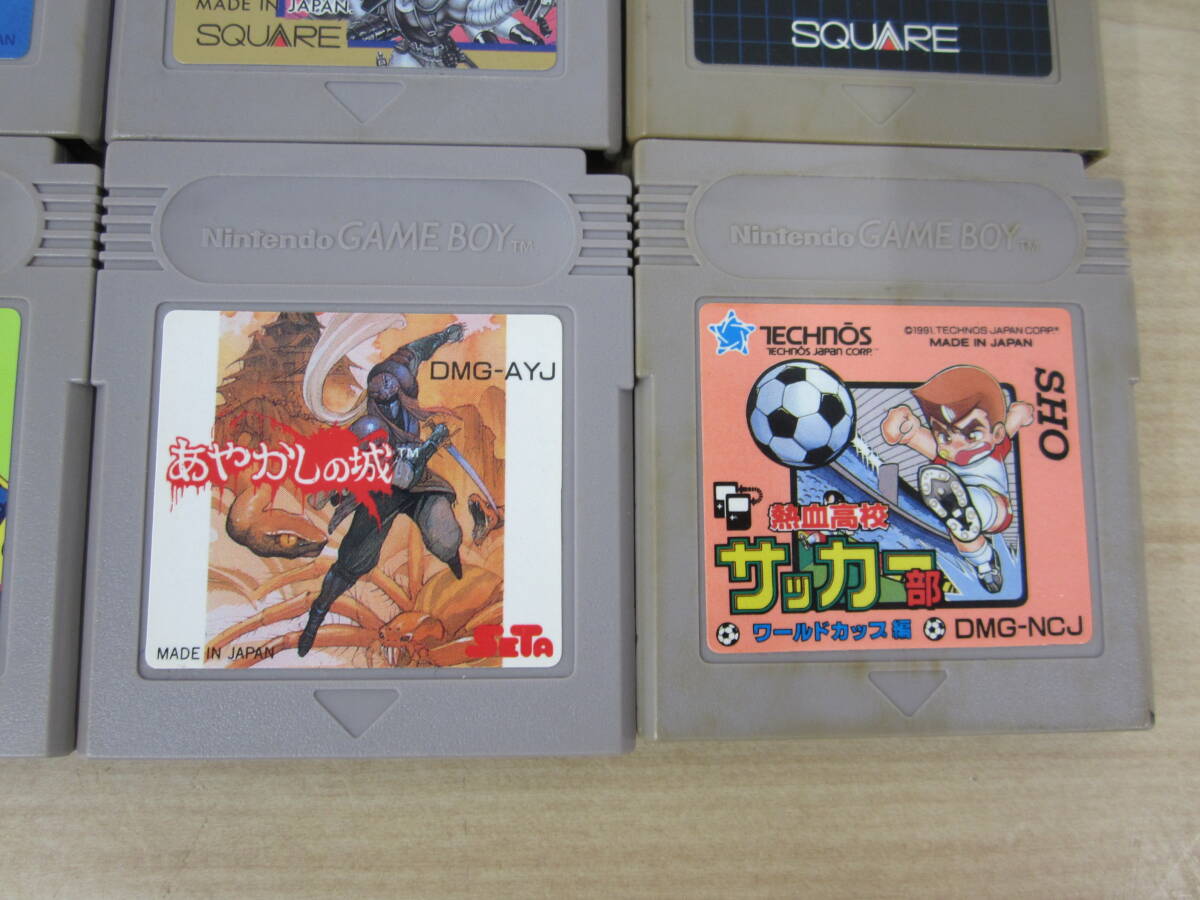 PAN
MADE IN JAPAN
SQUARE
SQUARE
Nintendo GAME BOY TM
DMG-AYJ
あやかしの城 TM
MADE IN JAPAN
SETA
Nintendo GAME BOY TM
TECHNŌS
TECHNŌS JAPAN CORP.™
©1991. TECHNOS JAPAN CORP.
MADE IN JAPAN
SHO
熱血高校
サッカー部
ワールドカップ編
DMG-NCJ